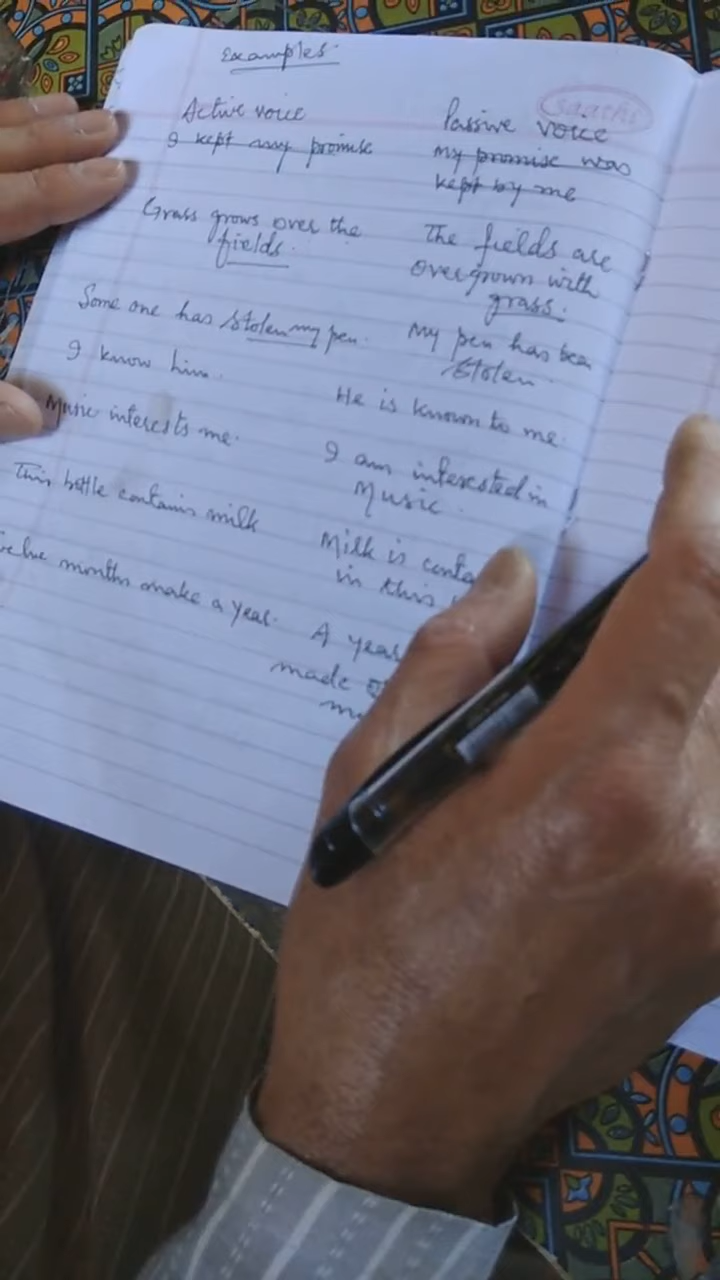 Examples
saathi
Active voice
Passive voice
I kept my promise
my promise was
kept by me
Grass grows over the
fields.
The fields are
overgrown with
grass.
Some one has stolen my pen.
My pen has been
stolen.
I know him.
He is known to me.
Music interests me.
I am interested in
Music.
This bottle contains milk
Milk is
in this
months make a year.
A year
made